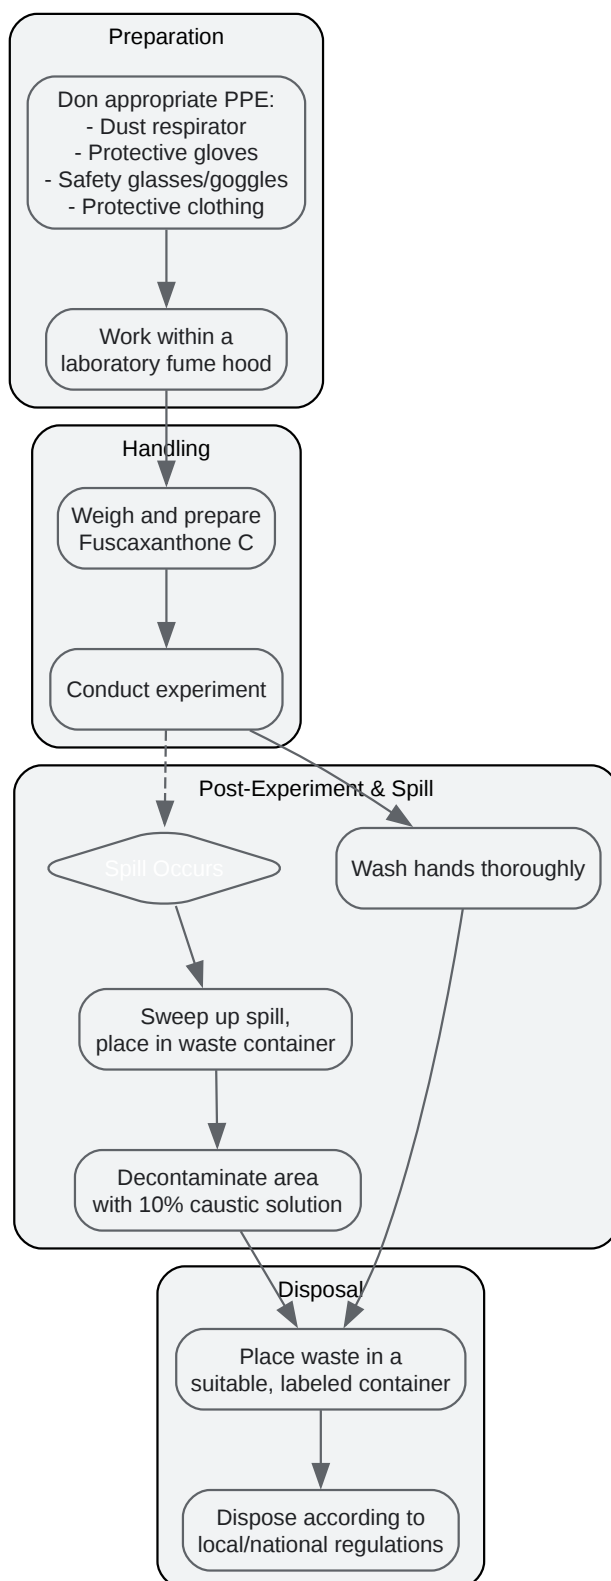 Preparation
Don appropriate PPE:
- Dust respirator
- Protective gloves
- Safety glasses/goggles
- Protective clothing
Work within a
laboratory fume hood
Handling
Weigh and prepare
Fuscaxanthone C
Conduct experiment
Post-Experiment & Spill
Spill Occurs
Wash hands thoroughly
Sweep up spill,
place in waste container
Decontaminate area
with 10% caustic solution
Disposal
Place waste in a
suitable, labeled container
Dispose according to
local/national regulations